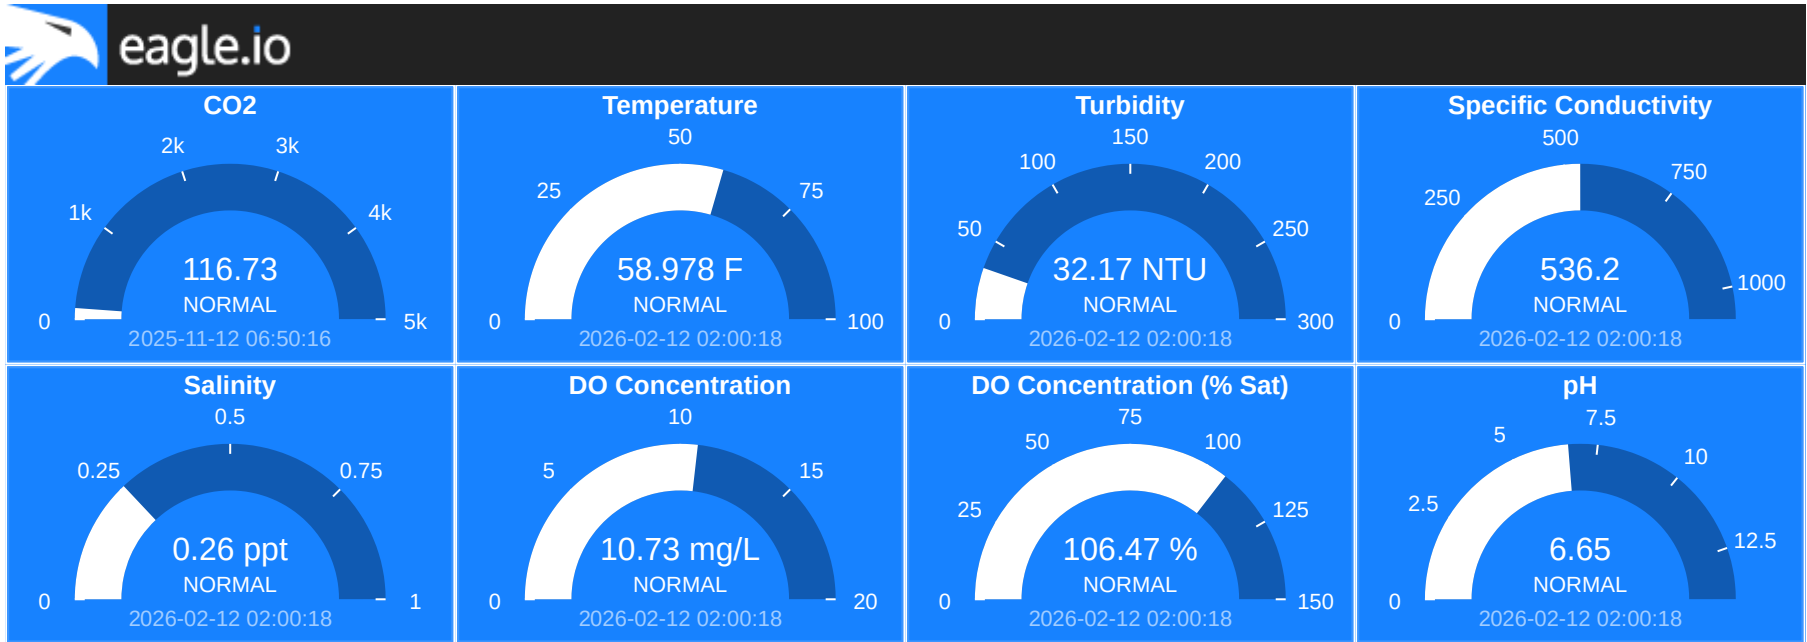 eagle.io
CO2
2k
3k
1k
4k
0
5k
116.73
NORMAL
2025-11-12 06:50:16
Temperature
50
25
75
0
100
58.978 F
NORMAL
2026-02-12 02:00:18
Turbidity
150
100
200
50
250
0
300
32.17 NTU
NORMAL
2026-02-12 02:00:18
Specific Conductivity
500
750
250
1000
0
536.2
NORMAL
2026-02-12 02:00:18
Salinity
0.5
0.25
0.75
0
1
0.26 ppt
NORMAL
2026-02-12 02:00:18
DO Concentration
10
5
15
0
20
10.73 mg/L
NORMAL
2026-02-12 02:00:18
DO Concentration (% Sat)
75
50
100
25
125
0
150
106.47 %
NORMAL
2026-02-12 02:00:18
pH
7.5
5
10
2.5
12.5
0
6.65
NORMAL
2026-02-12 02:00:18